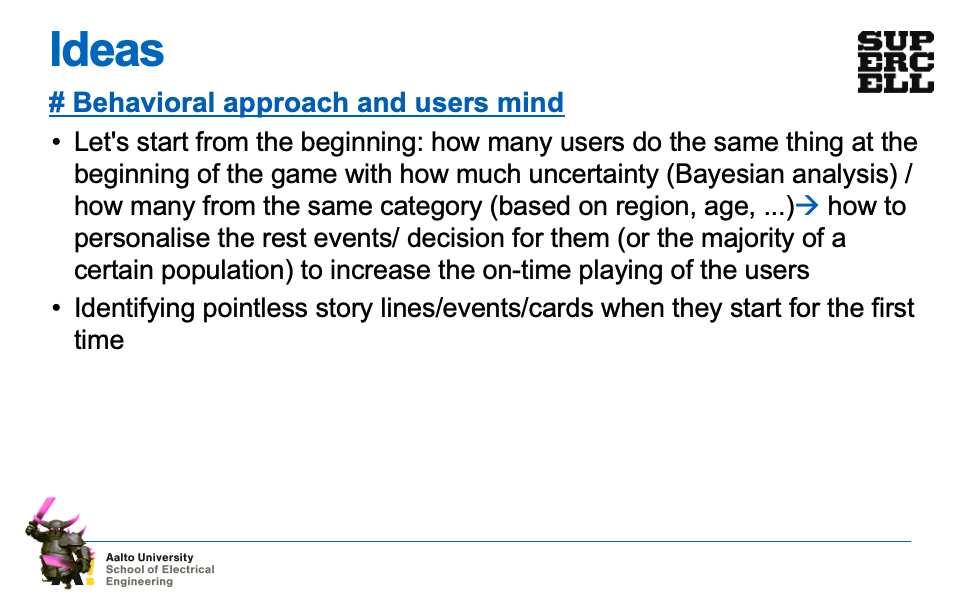 Ideas
SUP
ERC
ELL
# Behavioral approach and users mind
• Let's start from the beginning: how many users do the same thing at the
beginning of the game with how much uncertainty (Bayesian analysis) /
how many from the same category (based on region, age, ...)→ how to
personalise the rest events/ decision for them (or the majority of a
certain population) to increase the on-time playing of the users
• Identifying pointless story lines/events/cards when they start for the first
time
Aalto University
School of Electrical
Engineering